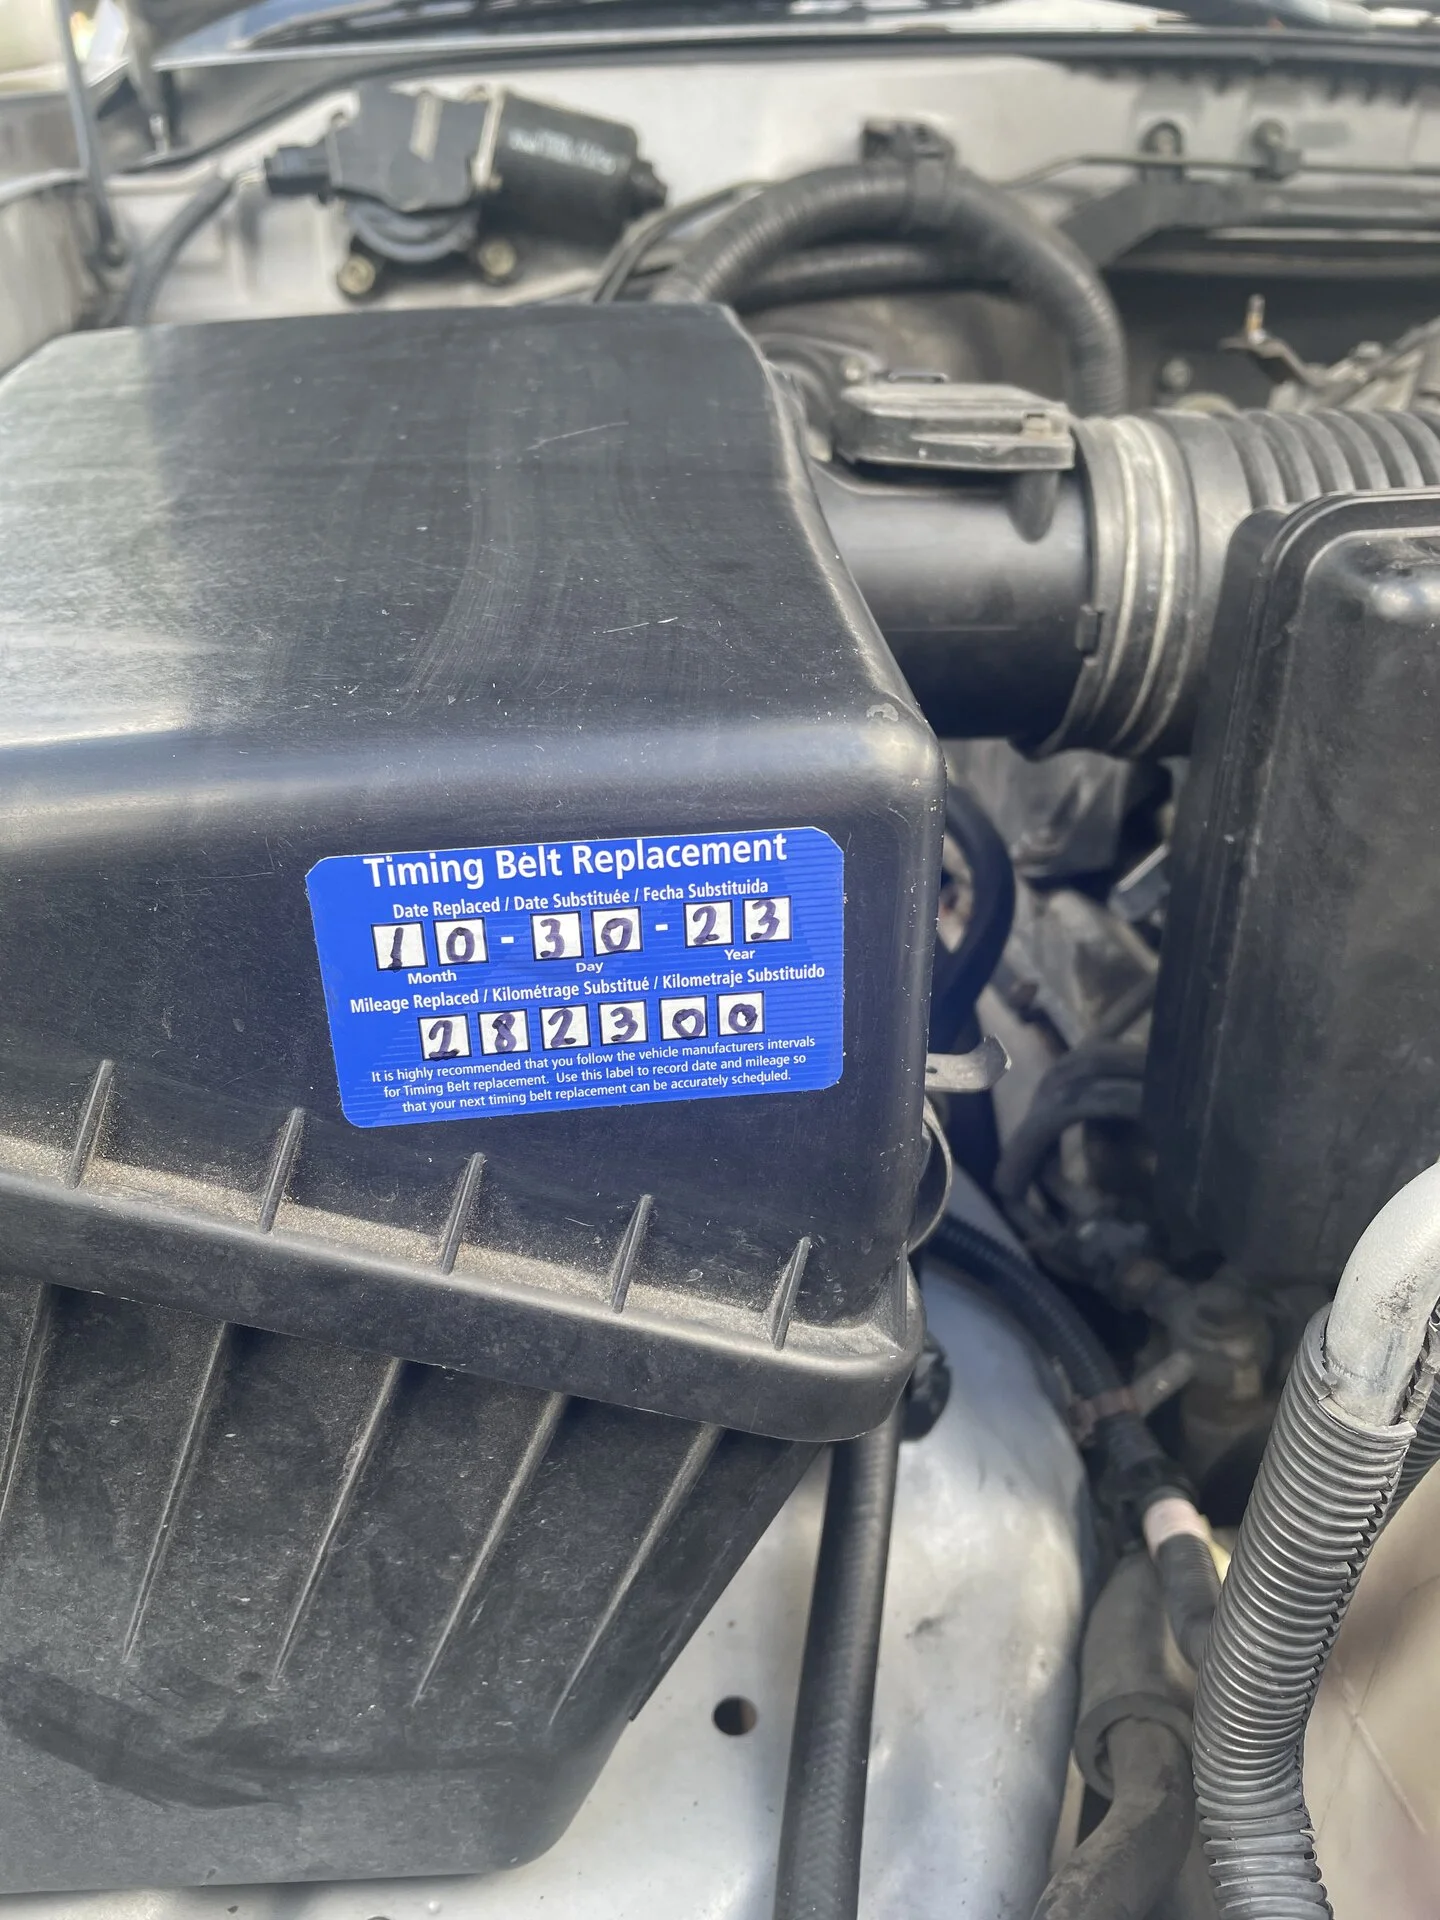 Timing Belt Replacement
Date Replaced / Date Substituée / Fecha Substituida
10 - 30 - 23
Month Day Year
Mileage Replaced / Kilométrage Substitué / Kilometraje Substituido
282300
It is highly recommended that you follow the vehicle manufacturers intervals
for Timing Belt replacement. Use this label to record date and mileage so
that your next timing belt replacement can be accurately scheduled.